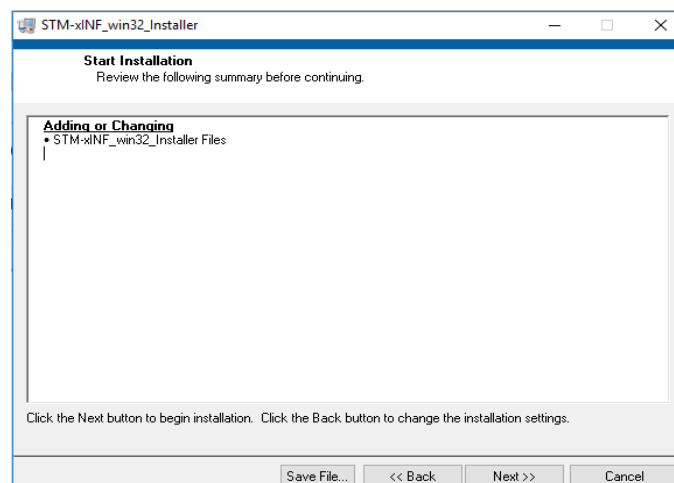 STM-xINF_win32_Installer
Start Installation
Review the following summary before continuing.
Adding or Changing
• STM-xINF_win32_Installer Files
Click the Next button to begin installation. Click the Back button to change the installation settings.
Save File... << Back Next >> Cancel